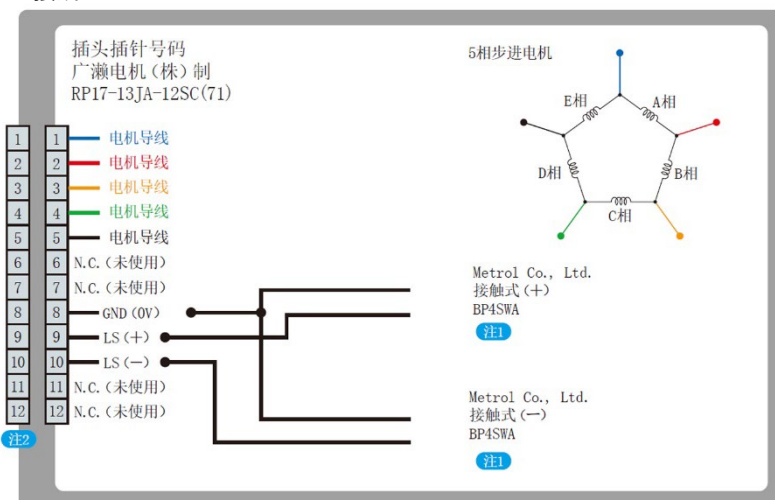 插头插针号码
广濑电机（株）制
RP17-13JA-12SC(71)
1 1 电机导线
2 2 电机导线
3 3 电机导线
4 4 电机导线
5 5 电机导线
6 6 N.C.（未使用）
7 7 N.C.（未使用）
8 8 GND(0V)
9 9 LS(＋)
10 10 LS(－)
11 11 N.C.（未使用）
12 12 N.C.（未使用）
注2
5相步进电机
E相 A相
D相 B相
C相
Metrol Co., Ltd.
接触式(＋)
BP4SWA
注1
Metrol Co., Ltd.
接触式(－)
BP4SWA
注1